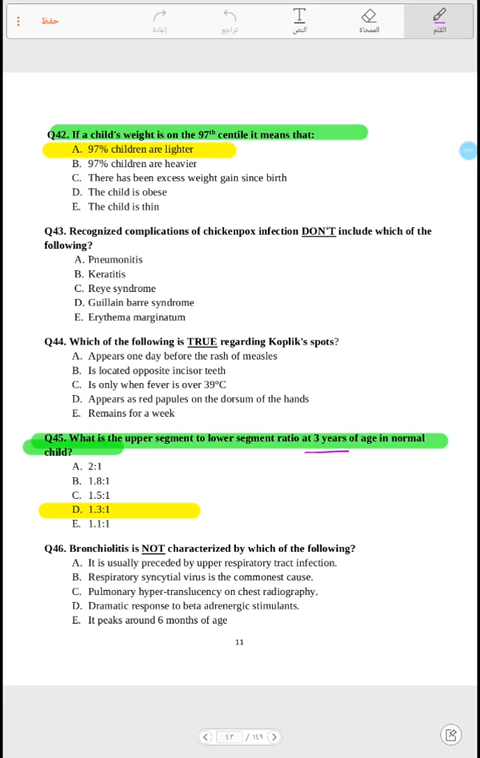 حفظ
إعادة
تراجع
النص
الممحاة
القلم
Q42. If a child's weight is on the 97th centile it means that:
A. 97% children are lighter
B. 97% children are heavier
C. There has been excess weight gain since birth
D. The child is obese
E. The child is thin
Q43. Recognized complications of chickenpox infection DON'T include which of the
following?
A. Pneumonitis
B. Keratitis
C. Reye syndrome
D. Guillain barre syndrome
E. Erythema marginatum
Q44. Which of the following is TRUE regarding Koplik's spots?
A. Appears one day before the rash of measles
B. Is located opposite incisor teeth
C. Is only when fever is over 39°C
D. Appears as red papules on the dorsum of the hands
E. Remains for a week
Q45. What is the upper segment to lower segment ratio at 3 years of age in normal
child?
A. 2:1
B. 1.8:1
C. 1.5:1
D. 1.3:1
E. 1.1:1
Q46. Bronchiolitis is NOT characterized by which of the following?
A. It is usually preceded by upper respiratory tract infection.
B. Respiratory syncytial virus is the commonest cause.
C. Pulmonary hyper-translucency on chest radiography.
D. Dramatic response to beta adrenergic stimulants.
E. It peaks around 6 months of age
11
٤٣ / ١٤٩